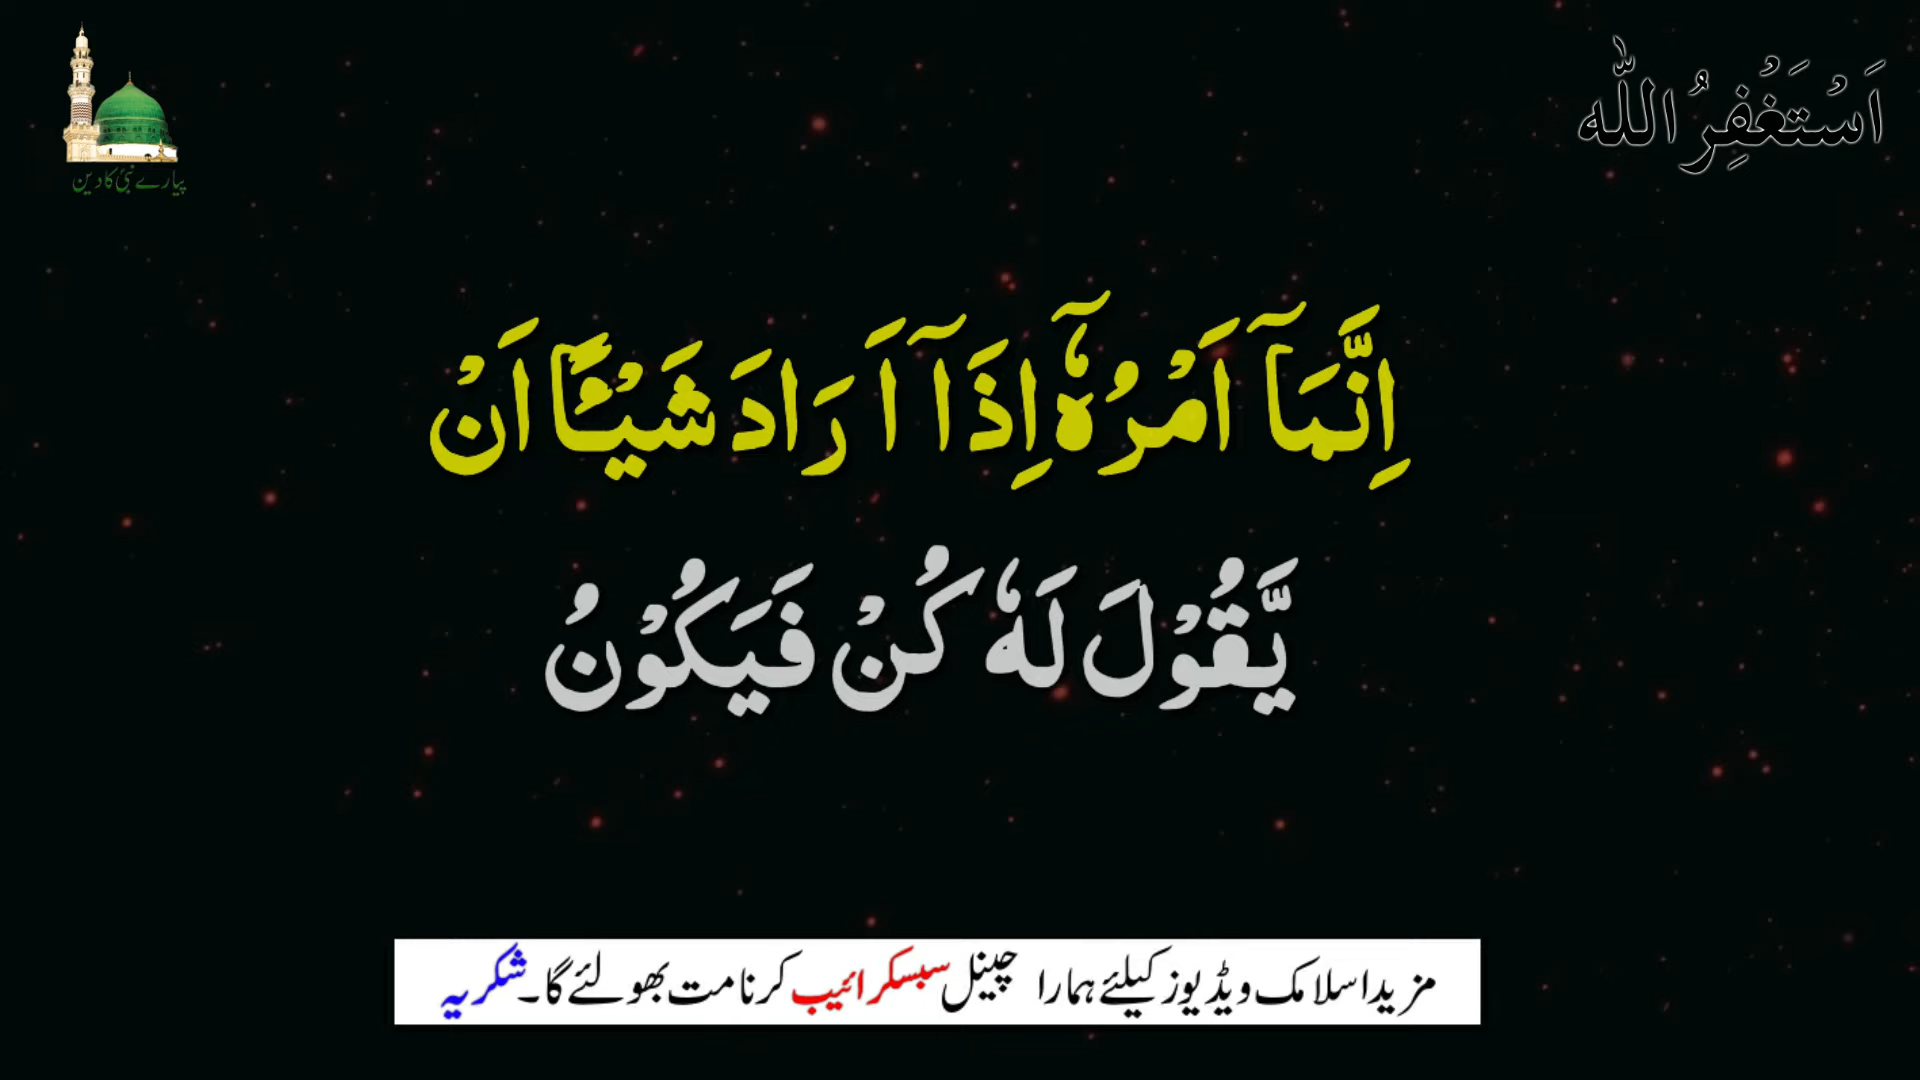 اَسْتَغْفِرُ اللّٰه
پیارے نبیؐ کا دین
اِنَّمَاۤ اَمْرُهٗۤ اِذَاۤ اَرَادَ شَیْـًٔا اَنْ
یَّقُوْلَ لَهٗ كُنْ فَیَكُوْنُ
مزید اسلامک ویڈیوز کیلئے ہمارا چینل سبسکرائیب کرنا مت بھولئے گا۔ شکریہ